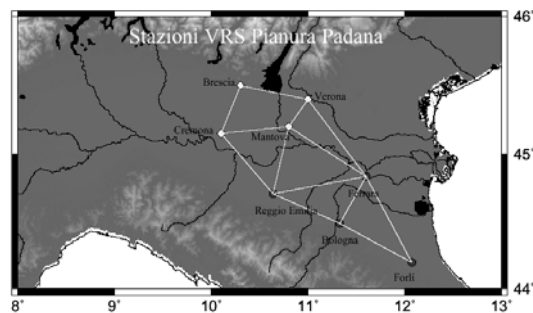 Stazioni VRS Pianura Padana
46˚
Brescia
Verona
Cremona
Mantova
45˚
Ferrara
Reggio Emilia
Bologna
Forlì
44˚
8˚ 9˚ 10˚ 11˚ 12˚ 13˚